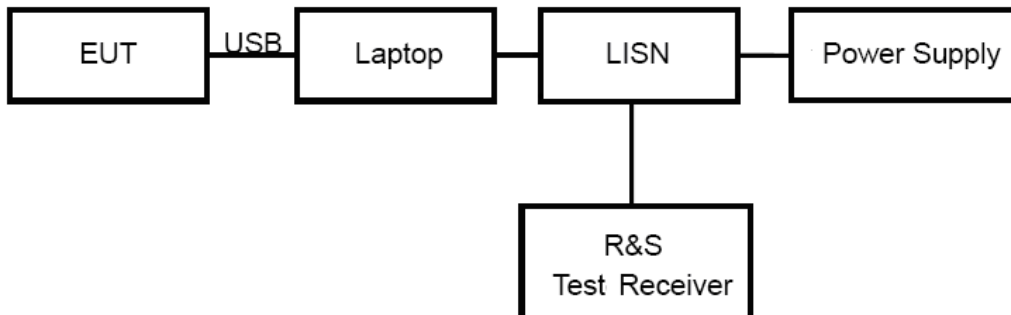 EUT
USB
Laptop
LISN
Power Supply
R&S
Test Receiver